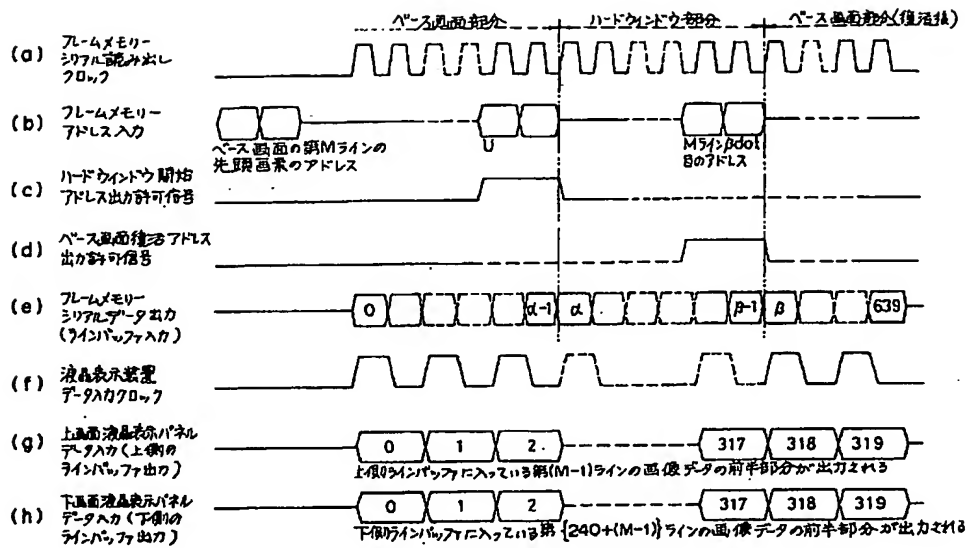 ベース画面部分
ハードウィンドウ部分
ベース画面部分(復活後)
(a) フレームメモリー
シリアル読み出し
クロック
(b) フレームメモリー
アドレス入力
ベース画面の第Mラインの
先頭画素のアドレス
U
Mラインβdot
目のアドレス
(c) ハードウィンドウ開始
アドレス出力許可信号
(d) ベース画面復活アドレス
出力許可信号
(e) フレームメモリー
シリアルデータ出力
(ラインバッファ入力)
0 α-1 α β-1 β 639
(f) 液晶表示装置
データ入力クロック
(g) 上画面液晶表示パネル
データ入力(上側の
ラインバッファ出力)
0 1 2 317 318 319
上側ラインバッファに入っている第(M-1)ラインの画像データの前半部分が出力される
(h) 下画面液晶表示パネル
データ入力(下側の
ラインバッファ出力)
0 1 2 317 318 319
下側ラインバッファに入っている第{240+(M-1)}ラインの画像データの前半部分が出力される